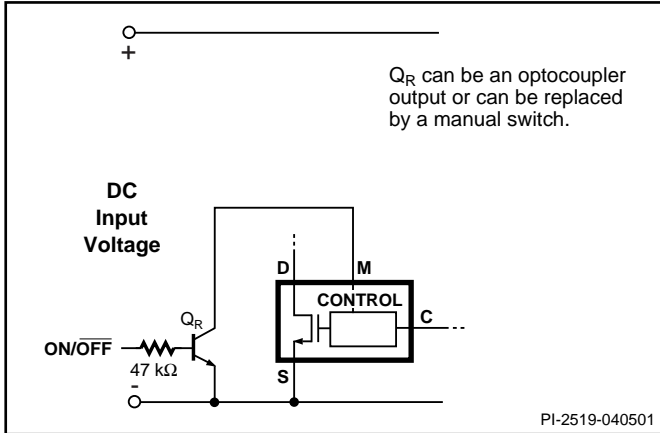 +
QR can be an optocoupler
output or can be replaced
by a manual switch.
DC
Input
Voltage
D
M
CONTROL
C
QR
ON/OFF
47 kΩ
S
-
PI-2519-040501